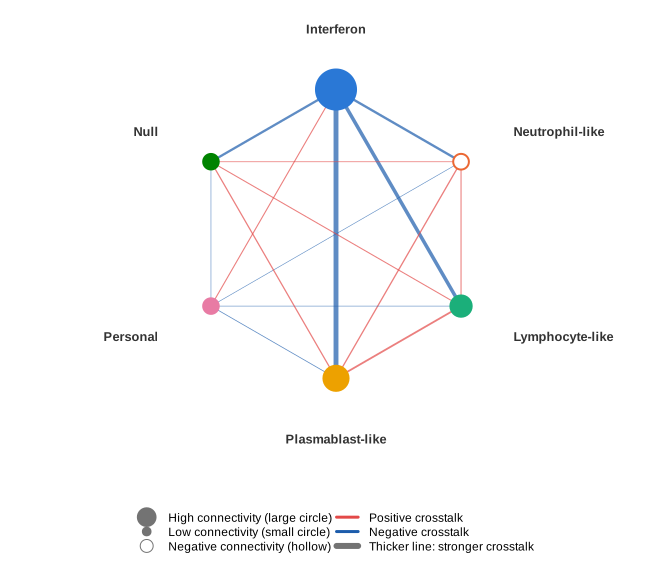 Interferon
Null
Neutrophil-like
Personal
Lymphocyte-like
Plasmablast-like
High connectivity (large circle)
Positive crosstalk
Low connectivity (small circle)
Negative crosstalk
Negative connectivity (hollow)
Thicker line: stronger crosstalk